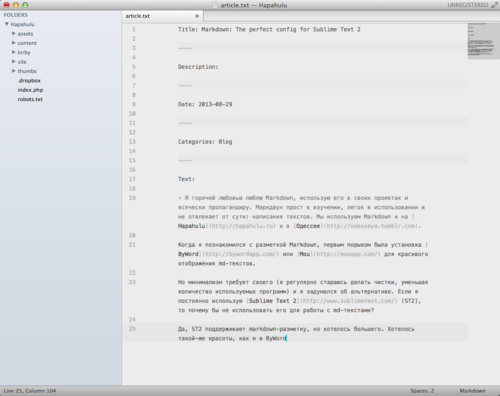 article.txt — Hapahulu
UNREGISTERED
FOLDERS
Hapahulu
assets
content
kirby
site
thumbs
.dropbox
index.php
robots.txt
article.txt
1 Title: Markdown: The perfect config for Sublime Text 2
2
3 ----
4
5 Description:
6
7 ----
8
9 Date: 2013-08-29
10
11 ----
12
13 Categories: Blog
14
15 ----
16
17 Text:
18
19 > Я горячей любовью люблю Markdown, использую его в своих проектах и
всячески пропагандирую. Маркдаун прост в изучении, легок в использовании и
не отвлекает от сути: написания текстов. Мы используем Markdown и на [
Hapahulu](http://hapahulu.ru) и в [Одессее](http://odesseya.tumblr.com).
20
21 Когда я познакомился с разметкой Markdown, первым порывом была установка [
ByWord](http://bywordapp.com/) или [Mou](http://mouapp.com/) для красивого
отображения md-текстов.
22
23 Но минимализм требует своего (я регулярно стараюсь делать чистки, уменьшая
количество используемых программ) и я задумался об альтернативе. Если я
постоянно использую [Sublime Text 2](http://www.sublimetext.com/) (ST2),
то почему бы не использовать его для работы с md-текстами?
24
25 Да, ST2 поддерживает markdown-разметку, но хотелось большего. Хотелось
такой-же красоты, как и в ByWord
Line 25, Column 104
Spaces: 2
Markdown